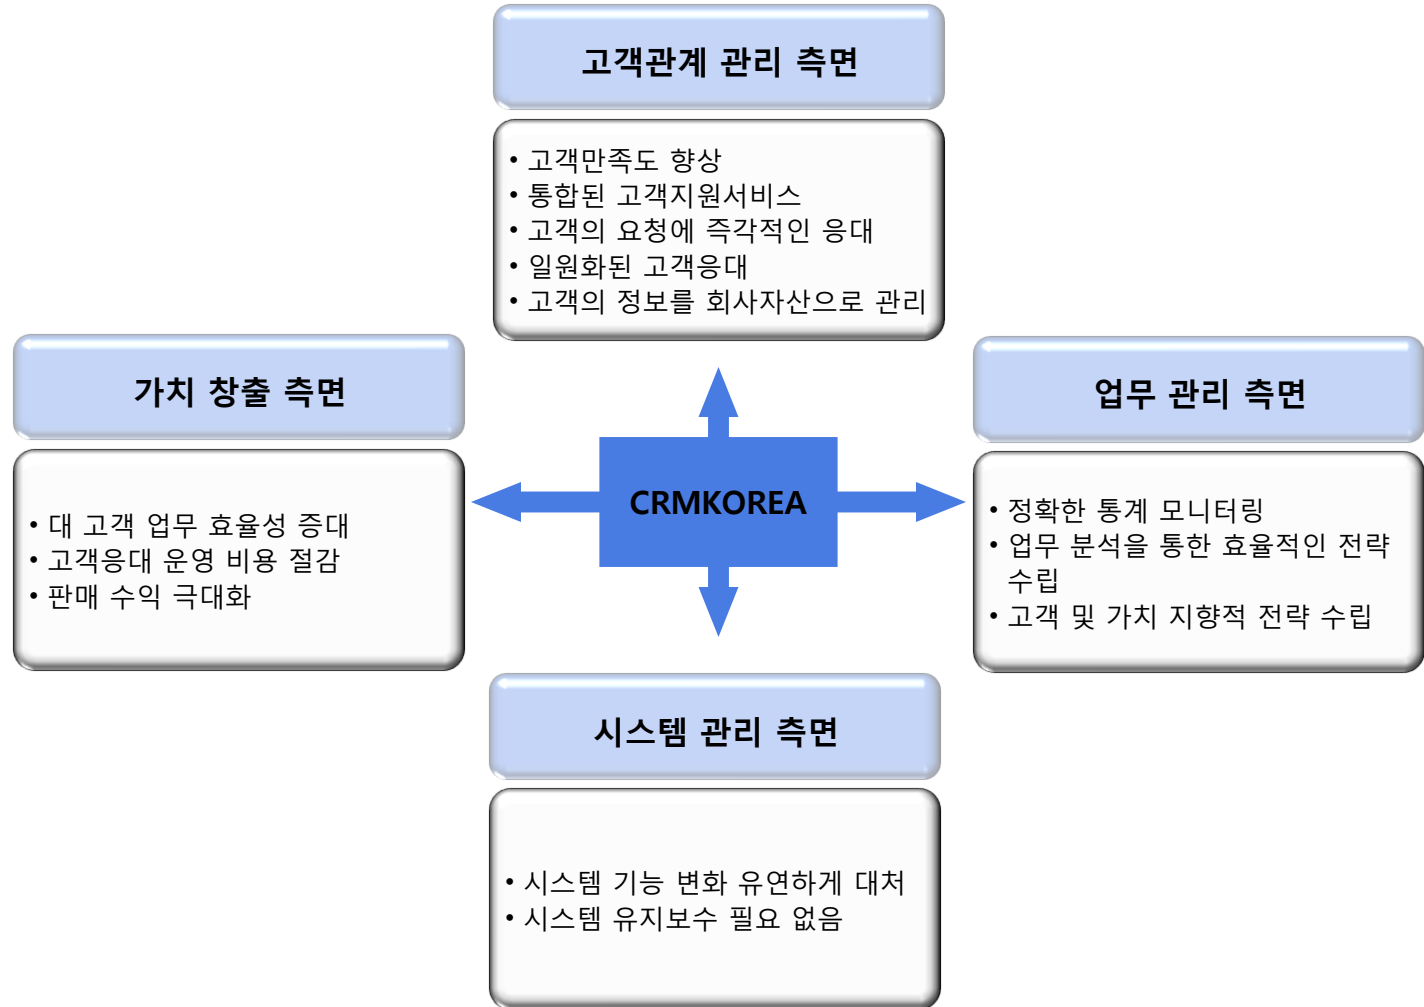 고객관계 관리 측면
• 고객만족도 향상
• 통합된 고객지원서비스
• 고객의 요청에 즉각적인 응대
• 일원화된 고객응대
• 고객의 정보를 회사자산으로 관리
가치 창출 측면
• 대 고객 업무 효율성 증대
• 고객응대 운영 비용 절감
• 판매 수익 극대화
CRMKOREA
업무 관리 측면
• 정확한 통계 모니터링
• 업무 분석을 통한 효율적인 전략
수립
• 고객 및 가치 지향적 전략 수립
시스템 관리 측면
• 시스템 기능 변화 유연하게 대처
• 시스템 유지보수 필요 없음